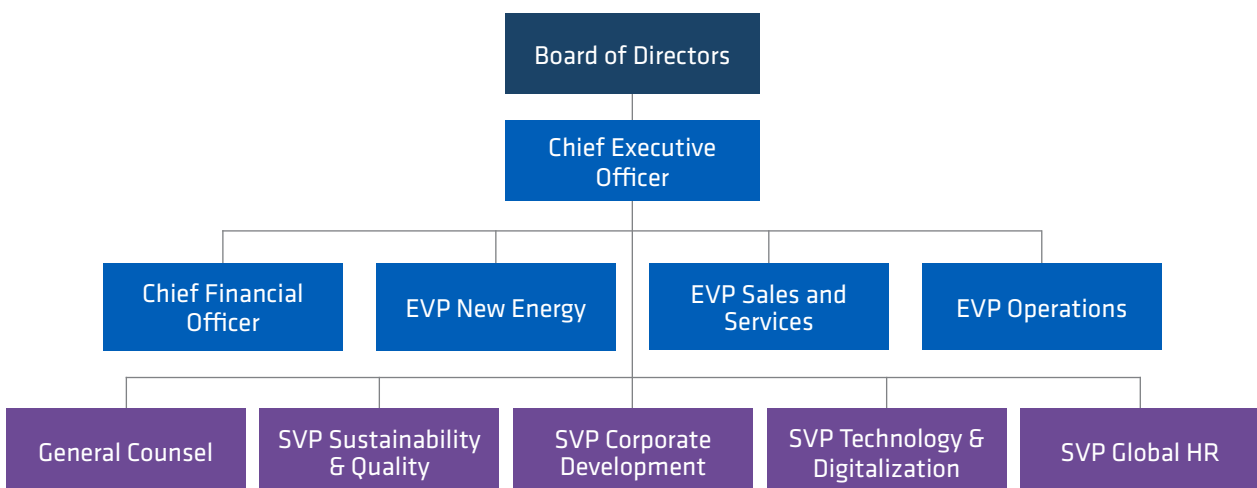 Board of Directors
Chief Executive
Officer
Chief Financial
Officer
EVP New Energy
EVP Sales and
Services
EVP Operations
General Counsel
SVP Sustainability
& Quality
SVP Corporate
Development
SVP Technology &
Digitalization
SVP Global HR